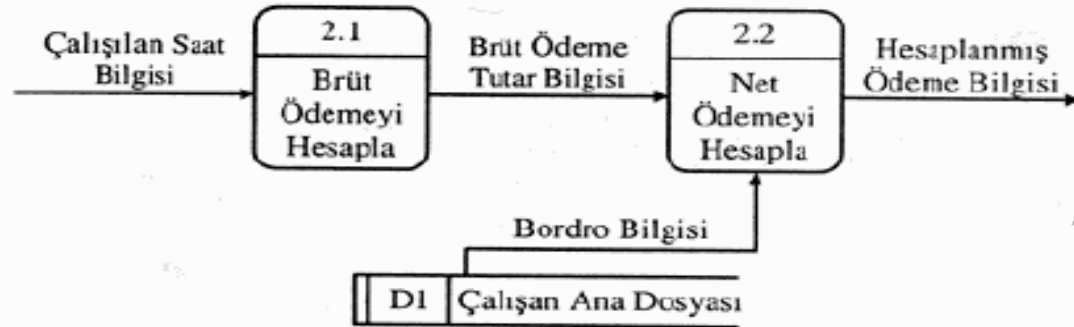 Çalışılan Saat
Bilgisi
2.1
Brüt
Ödemeyi
Hesapla
Brüt Ödeme
Tutar Bilgisi
2.2
Net
Ödemeyi
Hesapla
Hesaplanmış
Ödeme Bilgisi
Bordro Bilgisi
D1 Çalışan Ana Dosyası